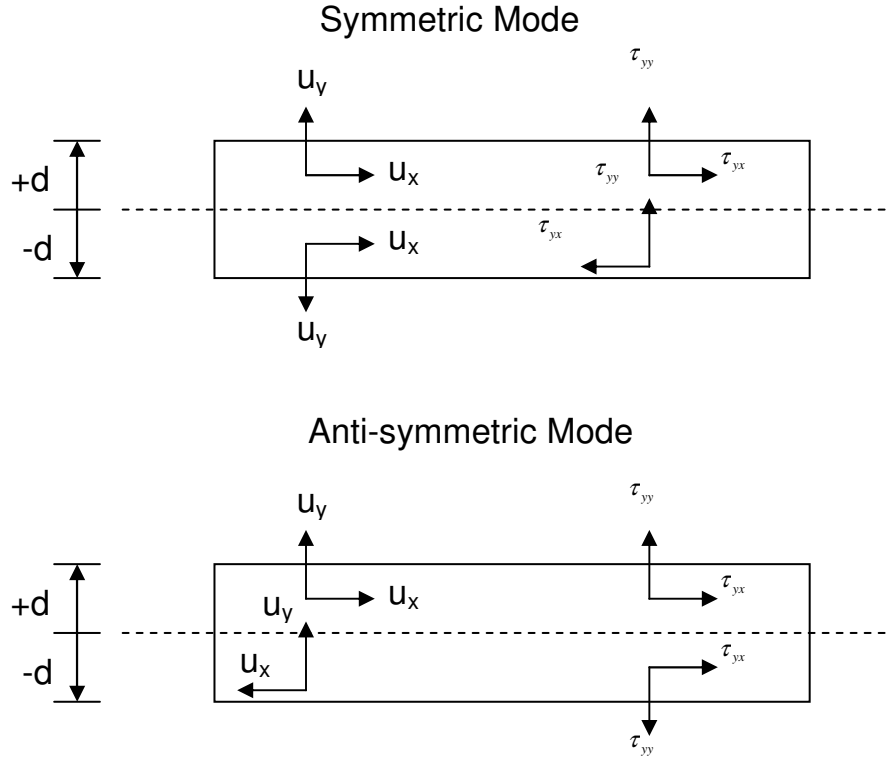 Symmetric Mode
τyy
uy
+d
ux
τyy
τyx
-d
ux
τyx
uy
Anti-symmetric Mode
uy
τyy
+d
uy
ux
τyx
-d
ux
τyx
τyy